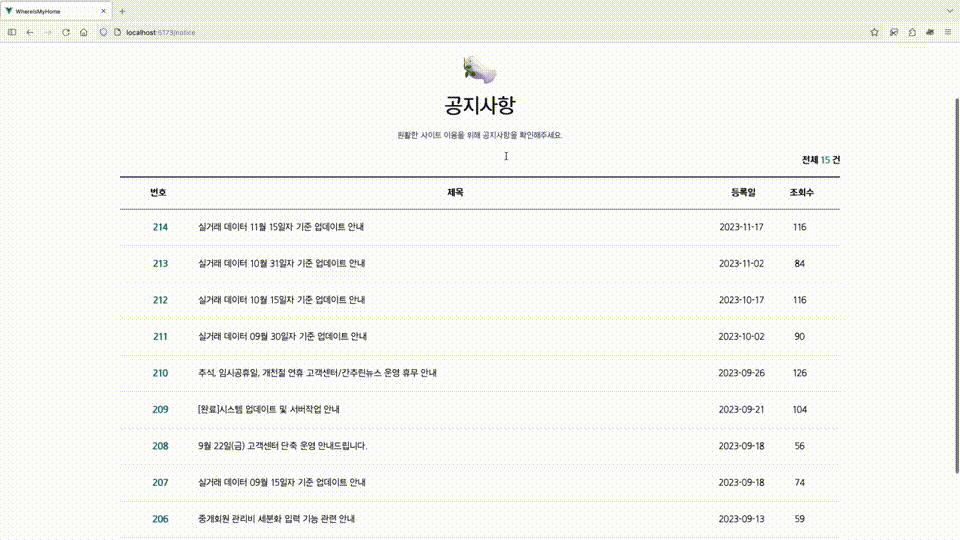 WhereIsMyHome
localhost:5173/notice
공지사항
원활한 사이트 이용을 위해 공지사항을 확인해주세요.
전체 15 건
번호 제목 등록일 조회수
214 실거래 데이터 11월 15일자 기준 업데이트 안내 2023-11-17 116
213 실거래 데이터 10월 31일자 기준 업데이트 안내 2023-11-02 84
212 실거래 데이터 10월 15일자 기준 업데이트 안내 2023-10-17 116
211 실거래 데이터 09월 30일자 기준 업데이트 안내 2023-10-02 90
210 추석, 임시공휴일, 개천절 연휴 고객센터/간추린뉴스 운영 휴무 안내 2023-09-26 126
209 [완료]시스템 업데이트 및 서버작업 안내 2023-09-21 104
208 9월 22일(금) 고객센터 단축 운영 안내드립니다. 2023-09-18 56
207 실거래 데이터 09월 15일자 기준 업데이트 안내 2023-09-18 74
206 중개회원 관리비 세분화 입력 기능 관련 안내 2023-09-13 59